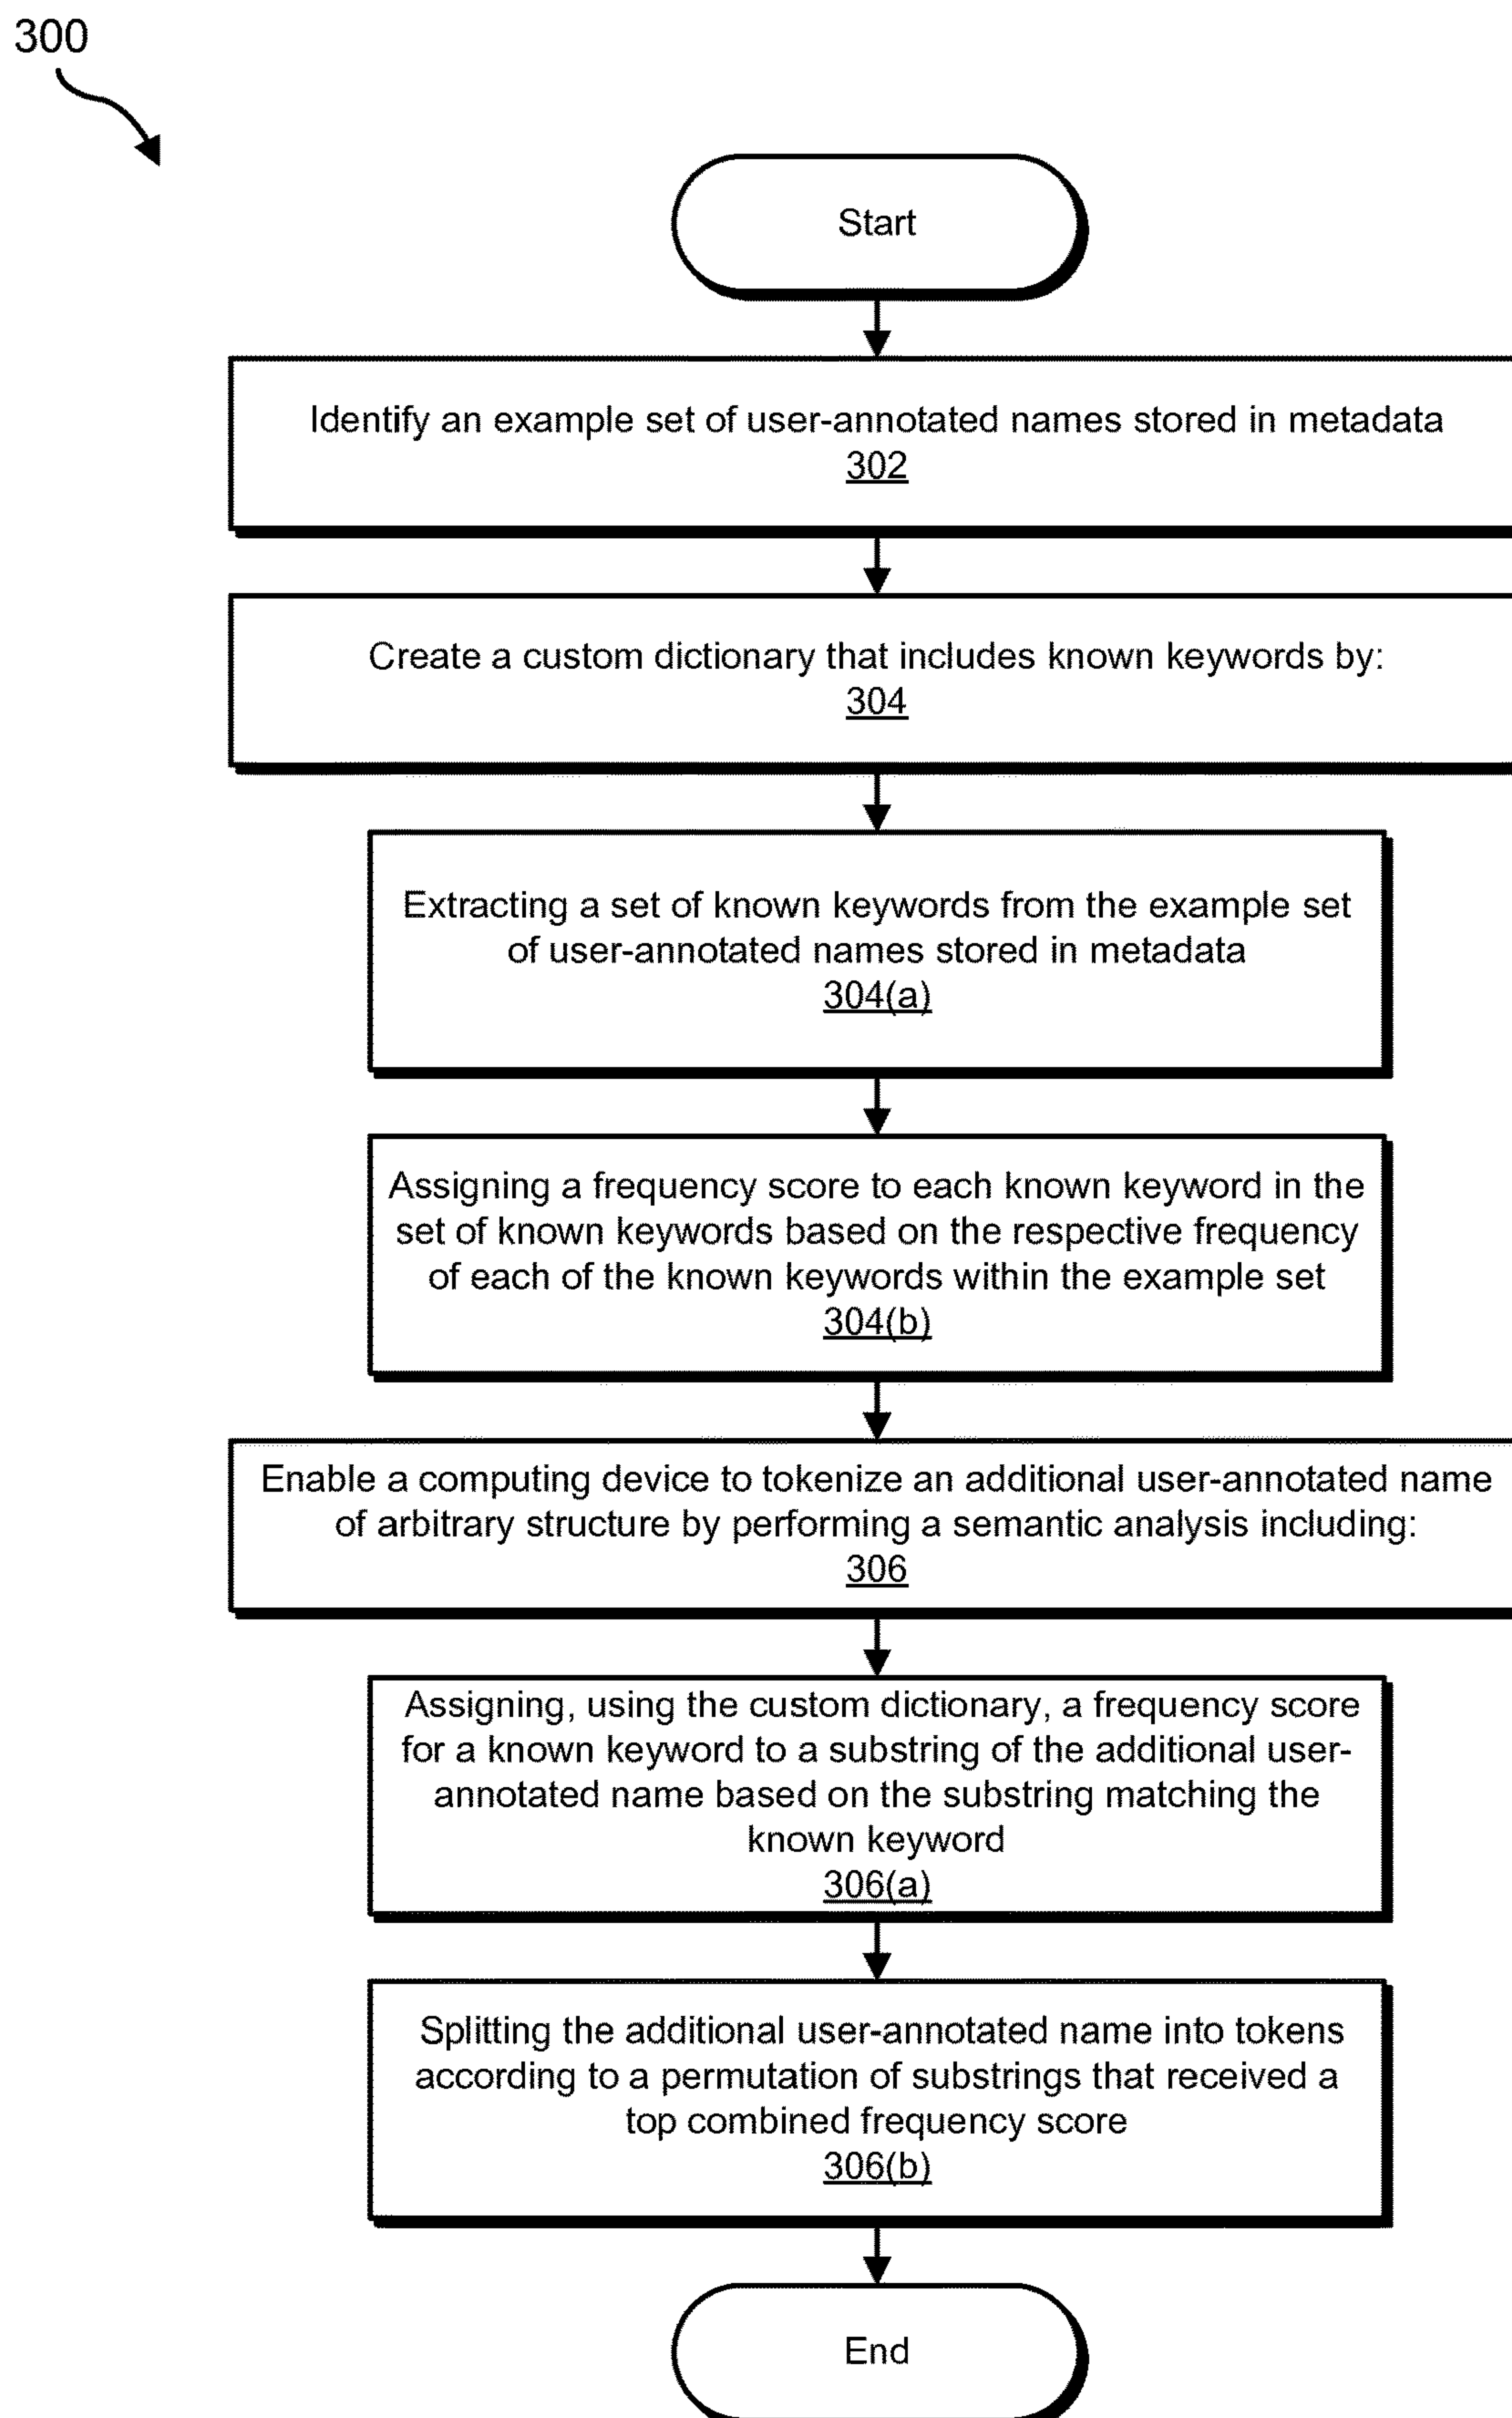 300
Start
Identify an example set of user-annotated names stored in metadata
302
Create a custom dictionary that includes known keywords by:
304
Extracting a set of known keywords from the example set
of user-annotated names stored in metadata
304(a)
Assigning a frequency score to each known keyword in the
set of known keywords based on the respective frequency
of each of the known keywords within the example set
304(b)
Enable a computing device to tokenize an additional user-annotated name
of arbitrary structure by performing a semantic analysis including:
306
Assigning, using the custom dictionary, a frequency score
for a known keyword to a substring of the additional user-
annotated name based on the substring matching the
known keyword
306(a)
Splitting the additional user-annotated name into tokens
according to a permutation of substrings that received a
top combined frequency score
306(b)
End